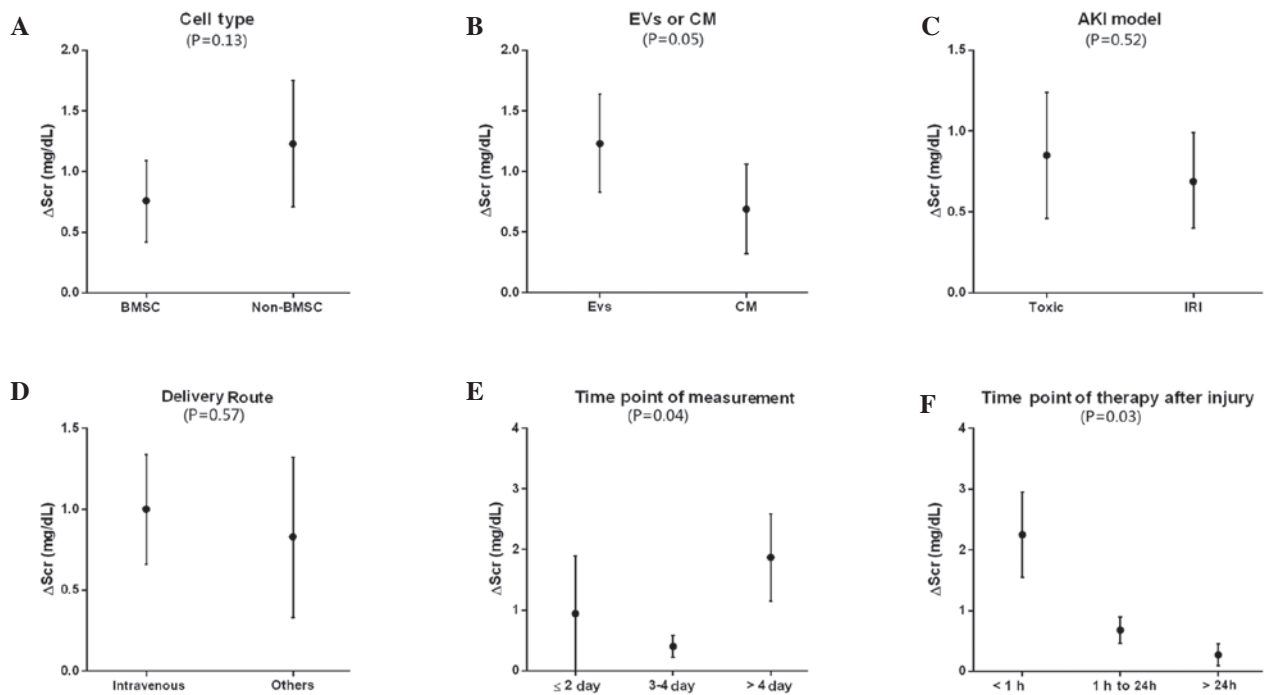 A
Cell type
(P=0.13)
2.0
1.5
1.0
0.5
0.0
ΔScr (mg/dL)
BMSC
Non-BMSC
B
EVs or CM
(P=0.05)
2.0
1.5
1.0
0.5
0.0
ΔScr (mg/dL)
Evs
CM
C
AKI model
(P=0.52)
1.5
1.0
0.5
0.0
ΔScr (mg/dL)
Toxic
IRI
D
Delivery Route
(P=0.57)
1.5
1.0
0.5
0.0
ΔScr (mg/dL)
Intravenous
Others
E
Time point of measurement
(P=0.04)
4
3
2
1
0
ΔScr (mg/dL)
≤ 2 day
3-4 day
> 4 day
F
Time point of therapy after injury
(P=0.03)
4
3
2
1
0
ΔScr (mg/dL)
< 1 h
1 h to 24h
> 24h